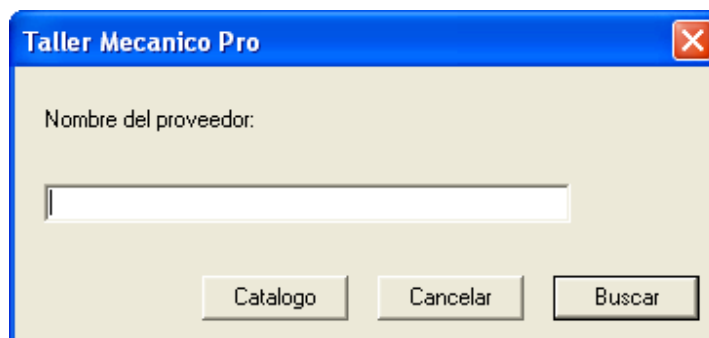 Taller Mecanico Pro
Nombre del proveedor:
Catalogo Cancelar Buscar